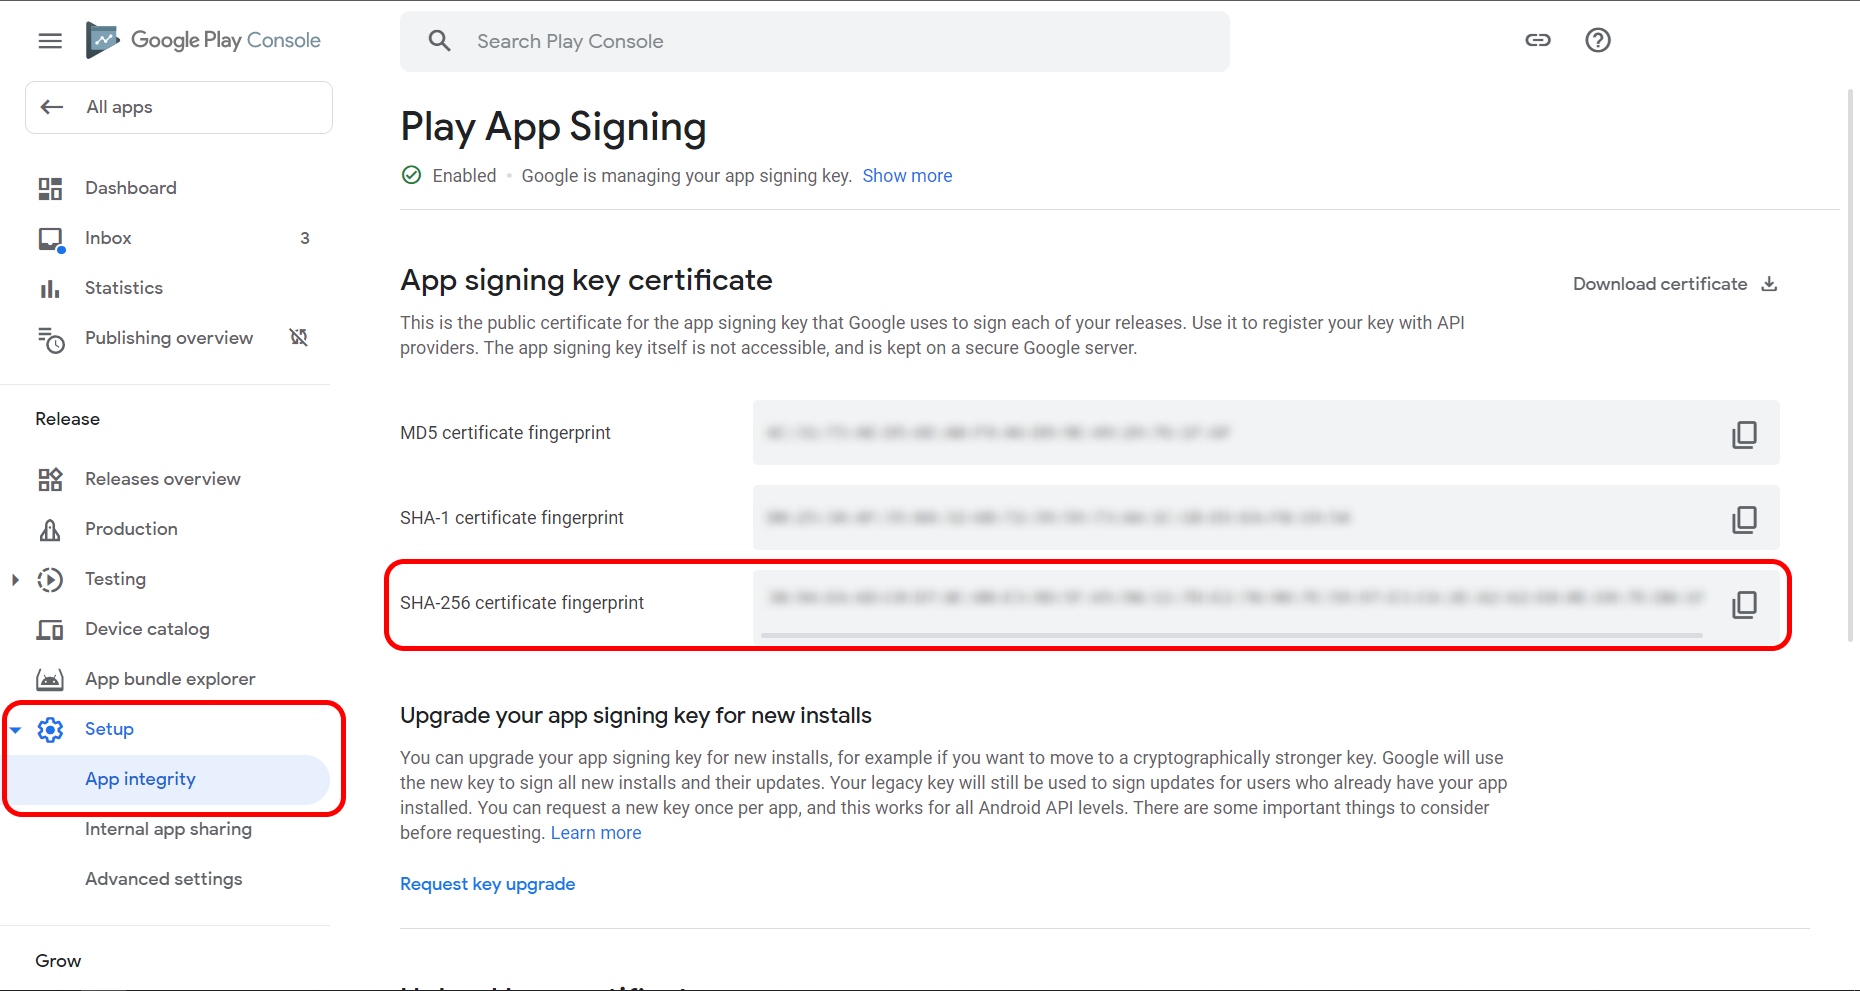 Google Play Console
Search Play Console
All apps
Dashboard
Inbox 3
Statistics
Publishing overview
Release
Releases overview
Production
Testing
Device catalog
App bundle explorer
Setup
App integrity
Internal app sharing
Advanced settings
Grow
Play App Signing
Enabled • Google is managing your app signing key. Show more
App signing key certificate
Download certificate
This is the public certificate for the app signing key that Google uses to sign each of your releases. Use it to register your key with API
providers. The app signing key itself is not accessible, and is kept on a secure Google server.
MD5 certificate fingerprint
SHA-1 certificate fingerprint
SHA-256 certificate fingerprint
Upgrade your app signing key for new installs
You can upgrade your app signing key for new installs, for example if you want to move to a cryptographically stronger key. Google will use
the new key to sign all new installs and their updates. Your legacy key will still be used to sign updates for users who already have your app
installed. You can request a new key once per app, and this works for all Android API levels. There are some important things to consider
before requesting. Learn more
Request key upgrade